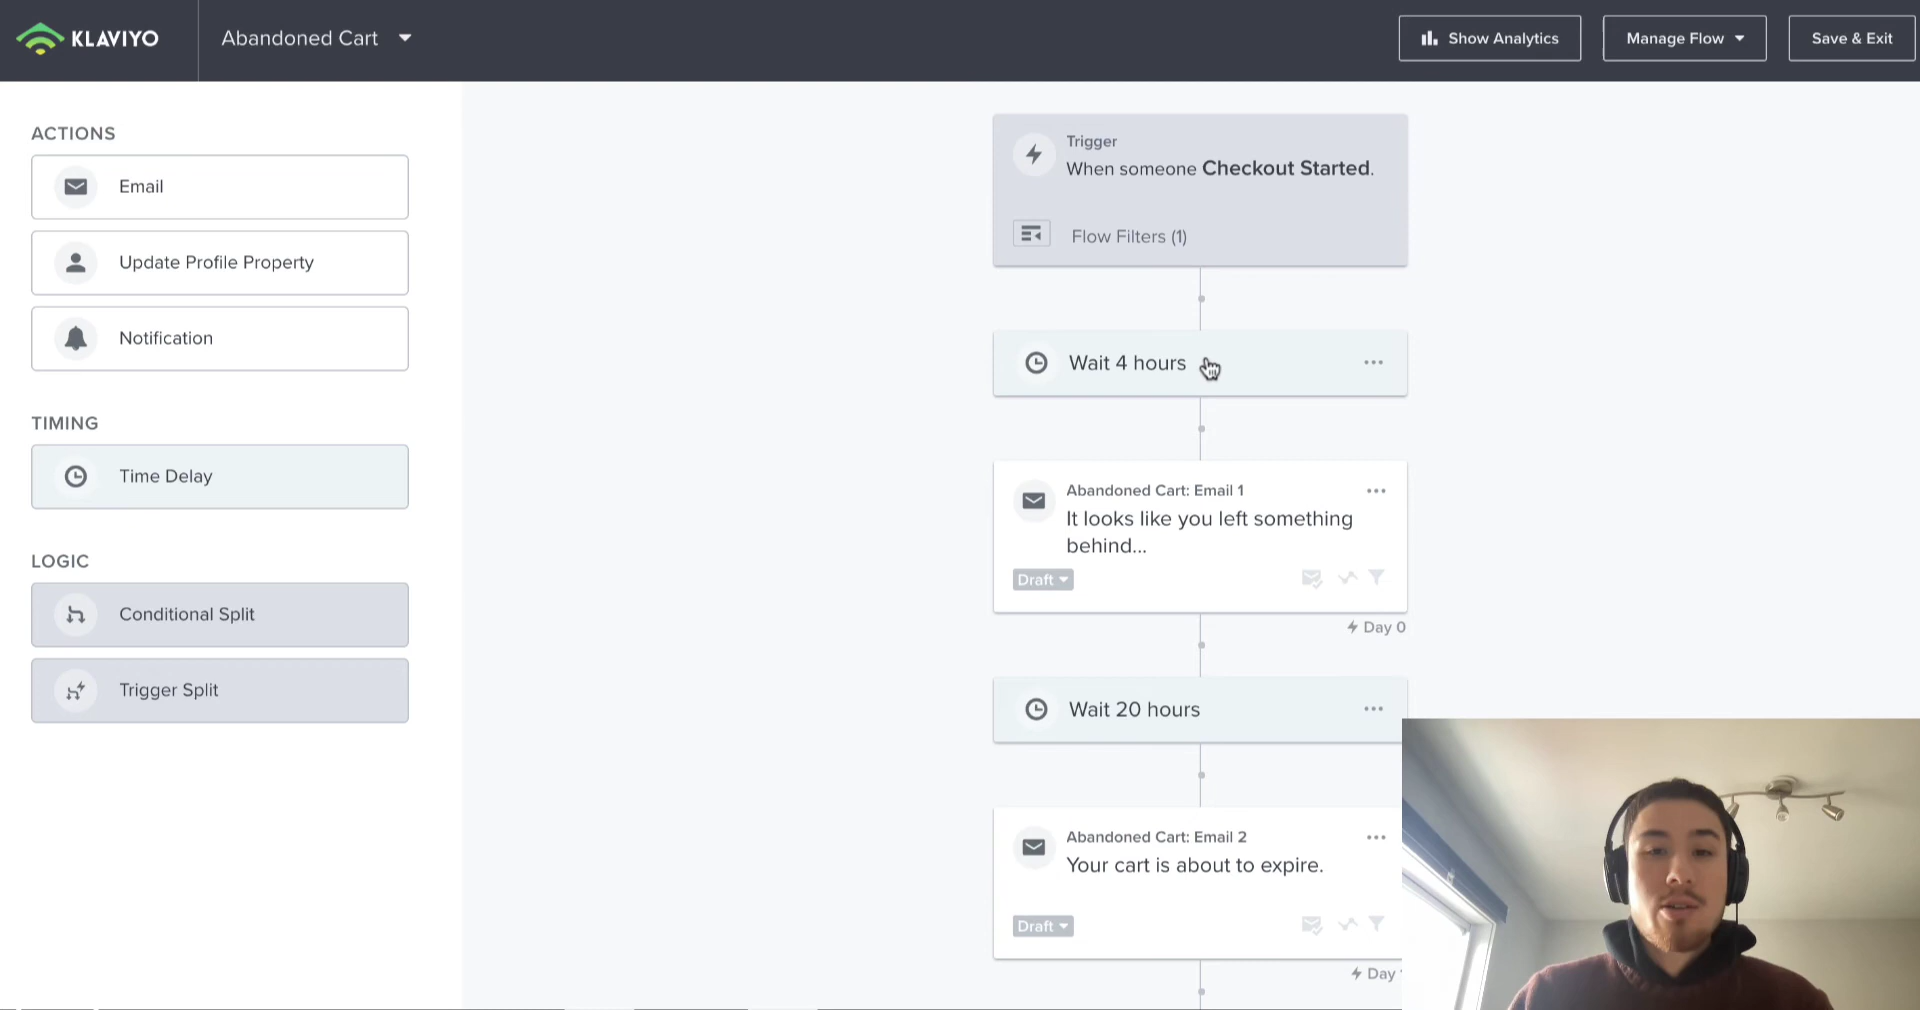 KLAVIYO
Abandoned Cart
Show Analytics
Manage Flow
Save & Exit
ACTIONS
Email
Update Profile Property
Notification
TIMING
Time Delay
LOGIC
Conditional Split
Trigger Split
Trigger
When someone Checkout Started.
Flow Filters (1)
Wait 4 hours
Abandoned Cart: Email 1
It looks like you left something
behind...
Draft
Day 0
Wait 20 hours
Abandoned Cart: Email 2
Your cart is about to expire.
Draft
Day